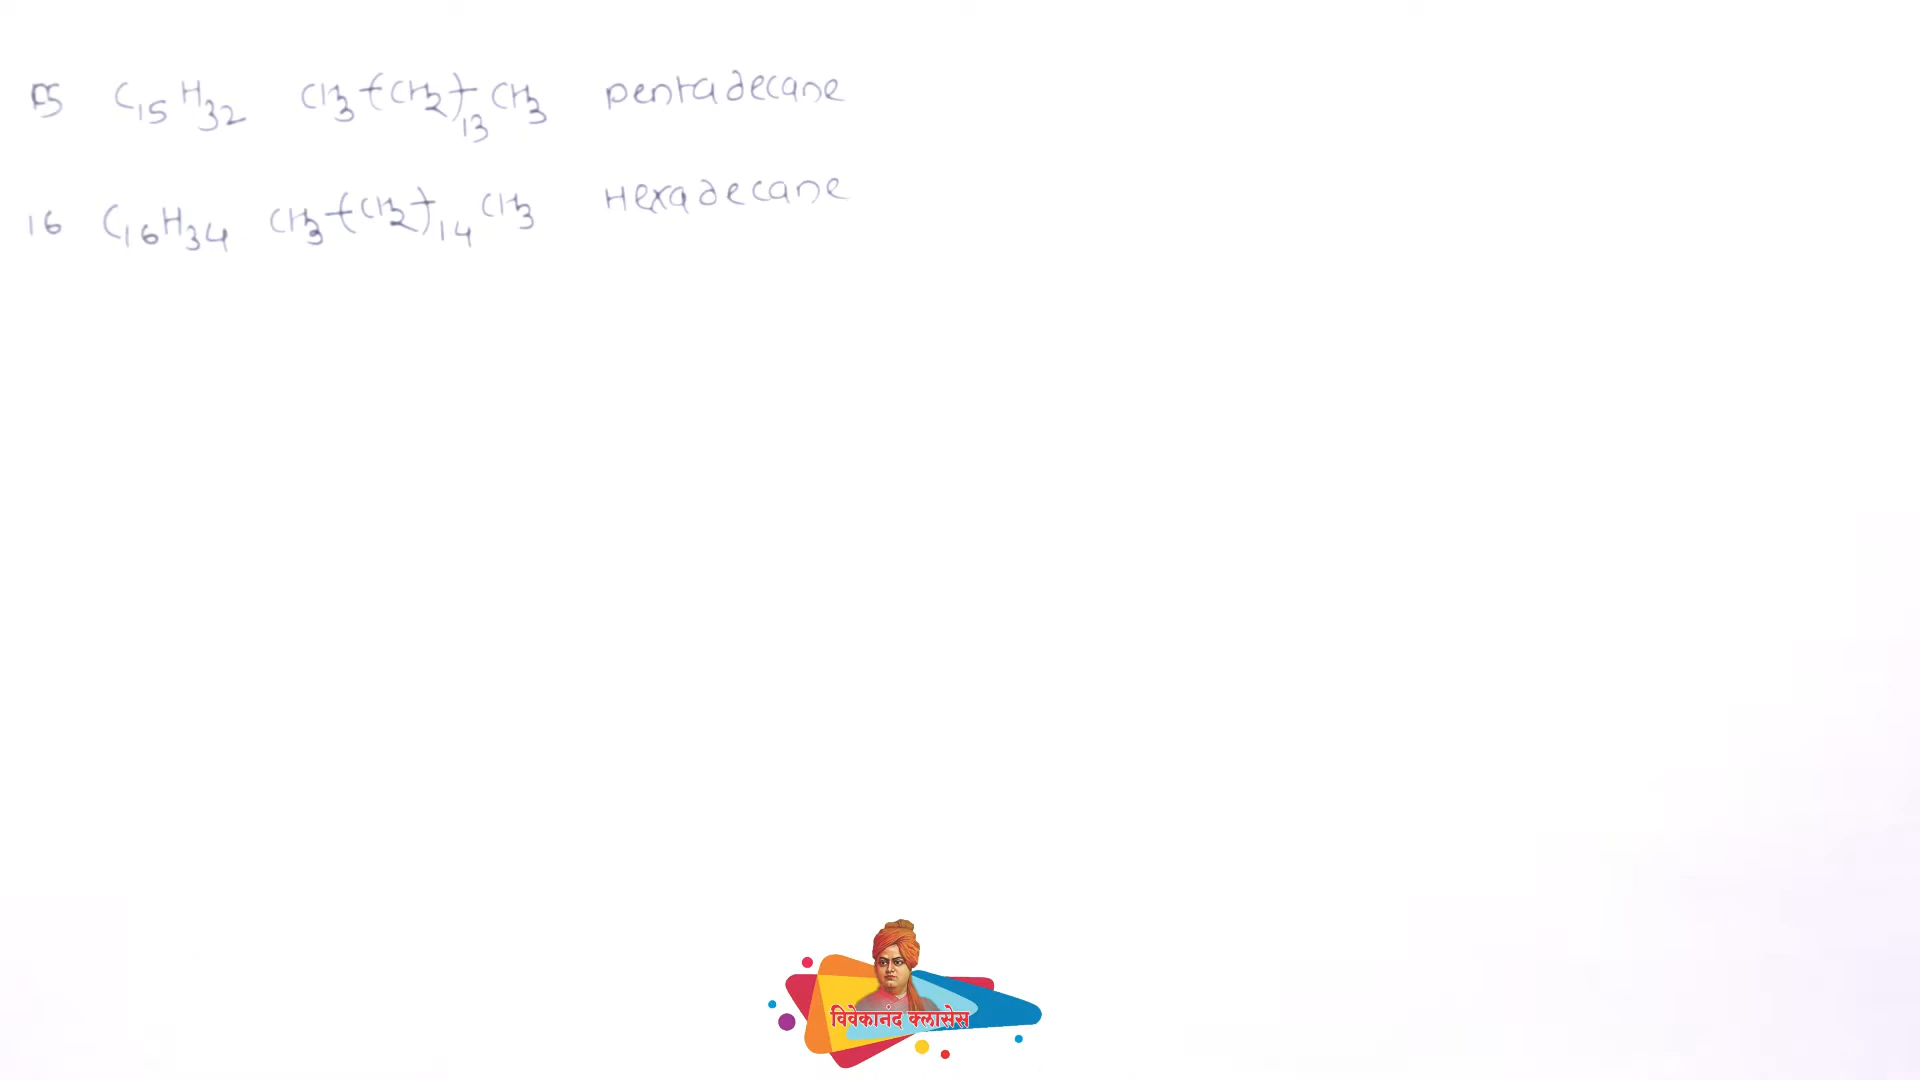 15 C15H32 CH3-(CH2)-13 CH3 pentadecane
16 C16H34 CH3-(CH2)-14 CH3 Hexadecane
विवेकानंद क्लासेस